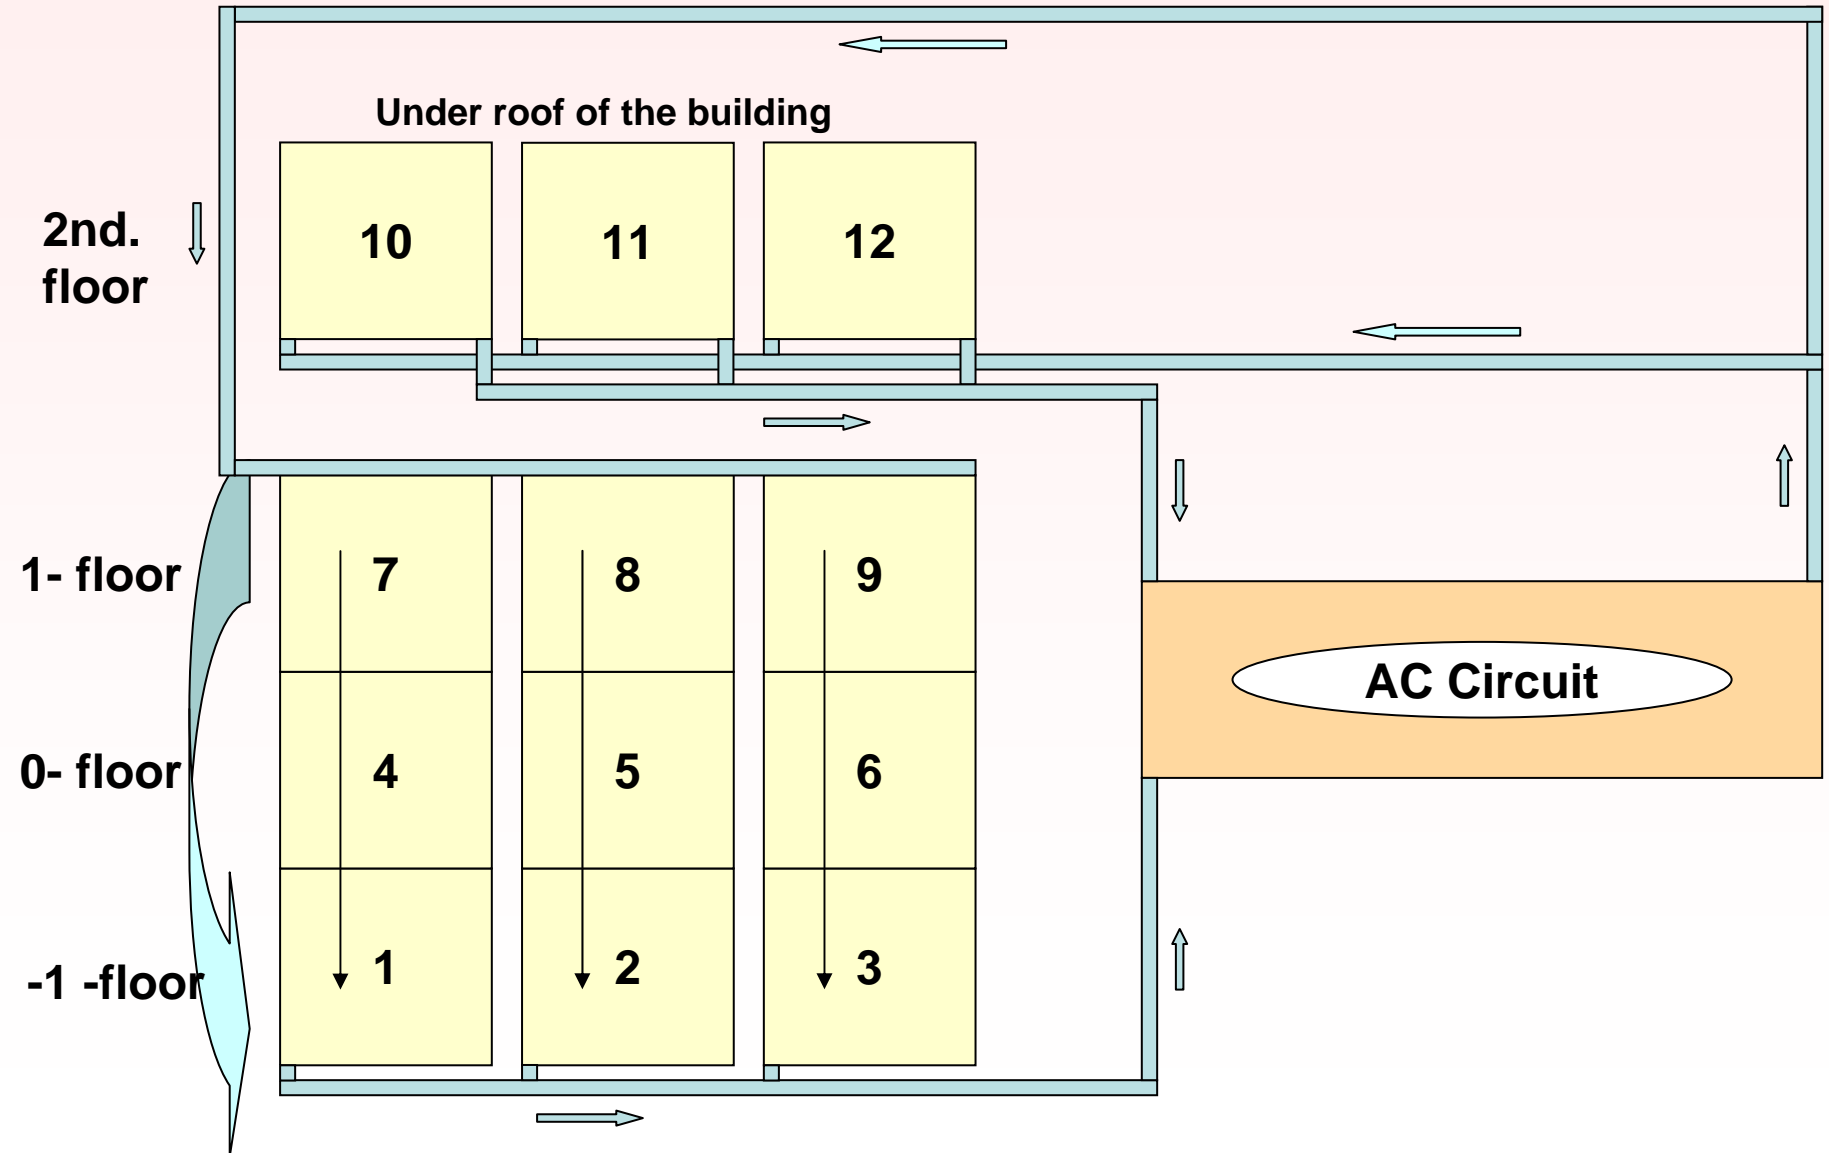 Under roof of the building
2nd.
floor
10
11
12
1- floor
7
8
9
AC Circuit
0- floor
4
5
6
-1 -floor
1
2
3